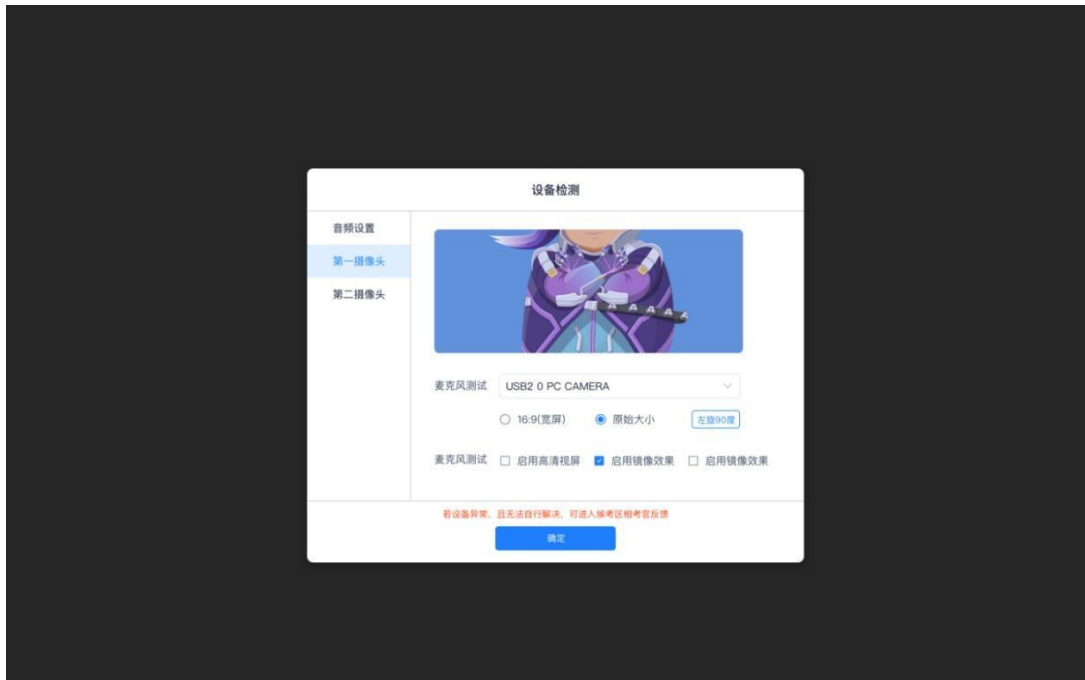 设备检测
音频设置
第一摄像头
第二摄像头
麦克风测试 USB2 0 PC CAMERA
16:9(宽屏) 原始大小 左旋90度
麦克风测试 启用高清视屏 启用镜像效果 启用镜像效果
若设备异常，且无法自行解决，可进入候考区相考官反馈
确定
A A A A A